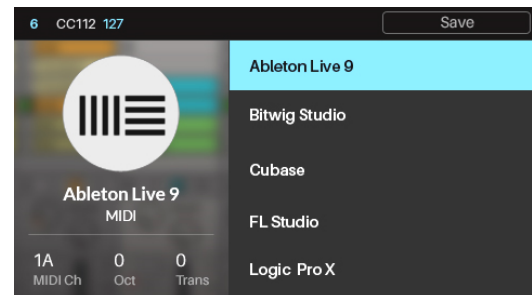 6 CC112 127 Save
Ableton Live 9
MIDI
1A 0 0
MIDI Ch Oct Trans
Ableton Live 9
Bitwig Studio
Cubase
FL Studio
Logic Pro X